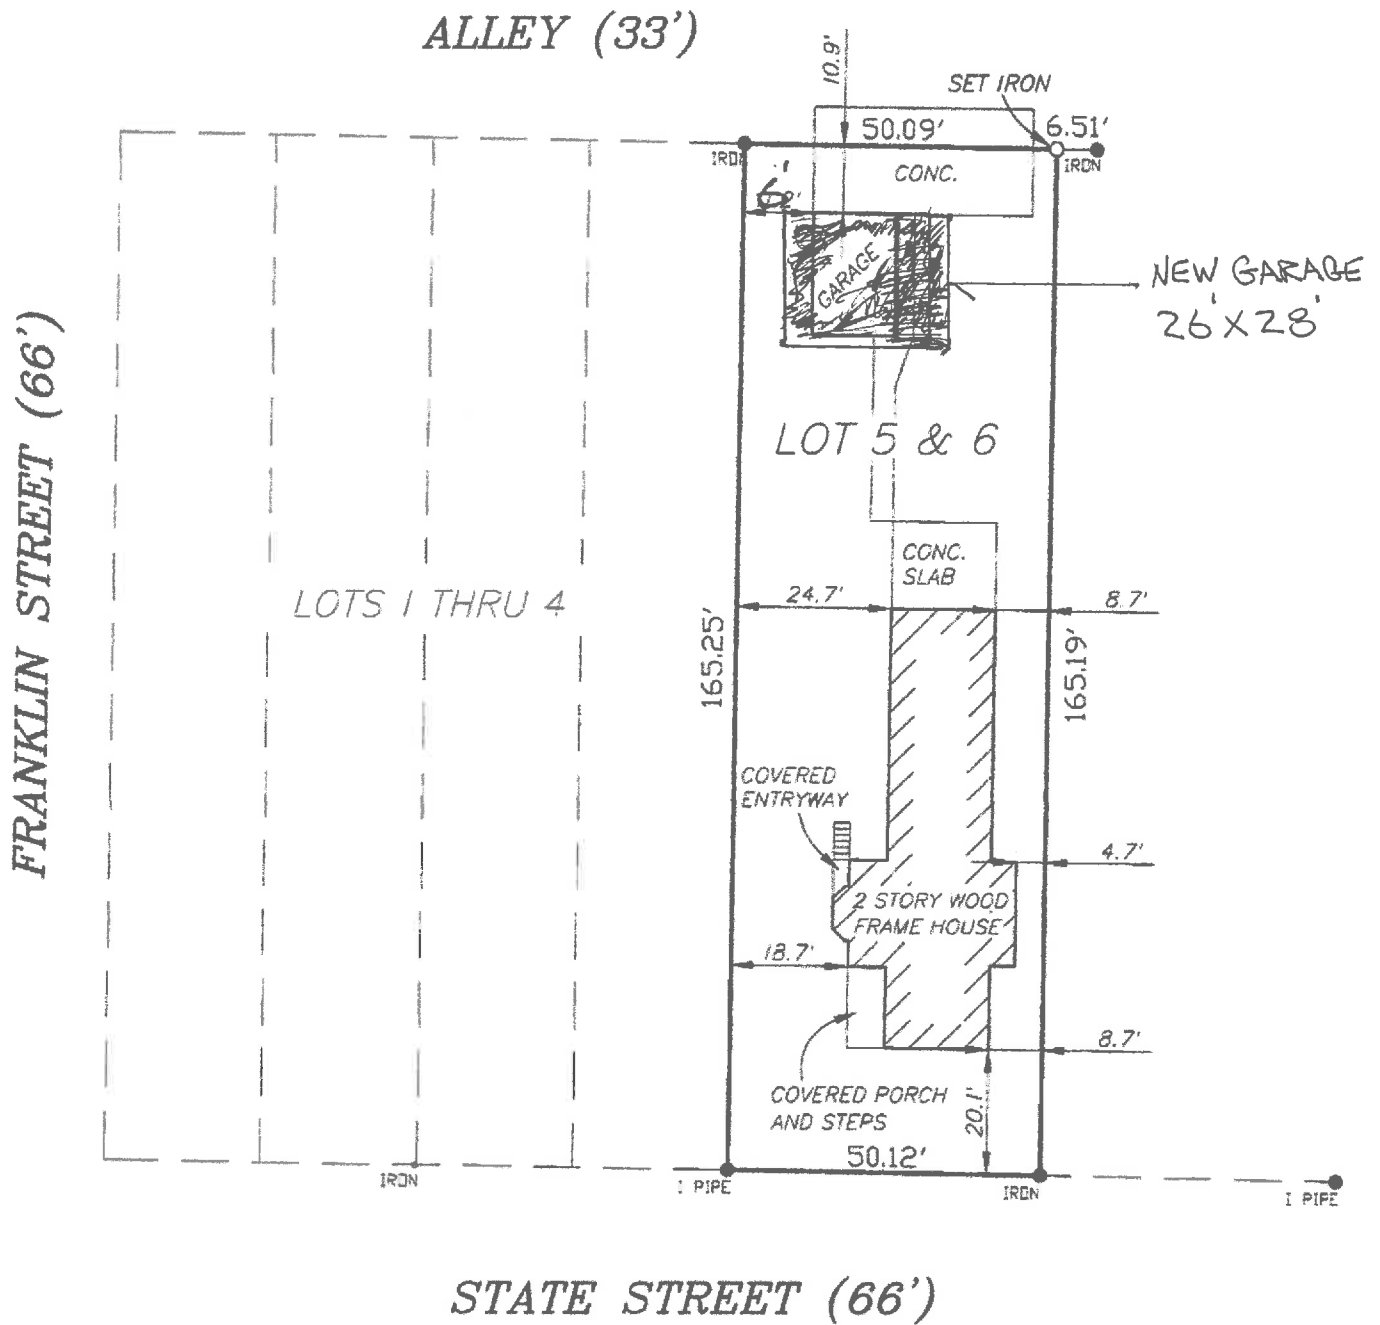 ALLEY (33')
10.9'
SET IRON
50.09'
6.51'
IRON
IRON
CONC.
6'
GARAGE
NEW GARAGE
26' X 28'
FRANKLIN STREET (66')
LOT 5 & 6
CONC.
SLAB
24.7'
8.7'
LOTS 1 THRU 4
165.25'
165.19'
COVERED
ENTRYWAY
4.7'
2 STORY WOOD
FRAME HOUSE
18.7'
8.7'
COVERED PORCH
AND STEPS
20.1'
50.12'
IRON
I PIPE
IRON
I PIPE
STATE STREET (66')